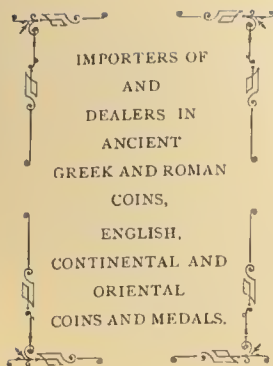 IMPORTERS OF
AND
DEALERS IN
ANCIENT
GREEK AND ROMAN
COINS,
ENGLISH,
CONTINENTAL AND
ORIENTAL
COINS AND MEDALS.